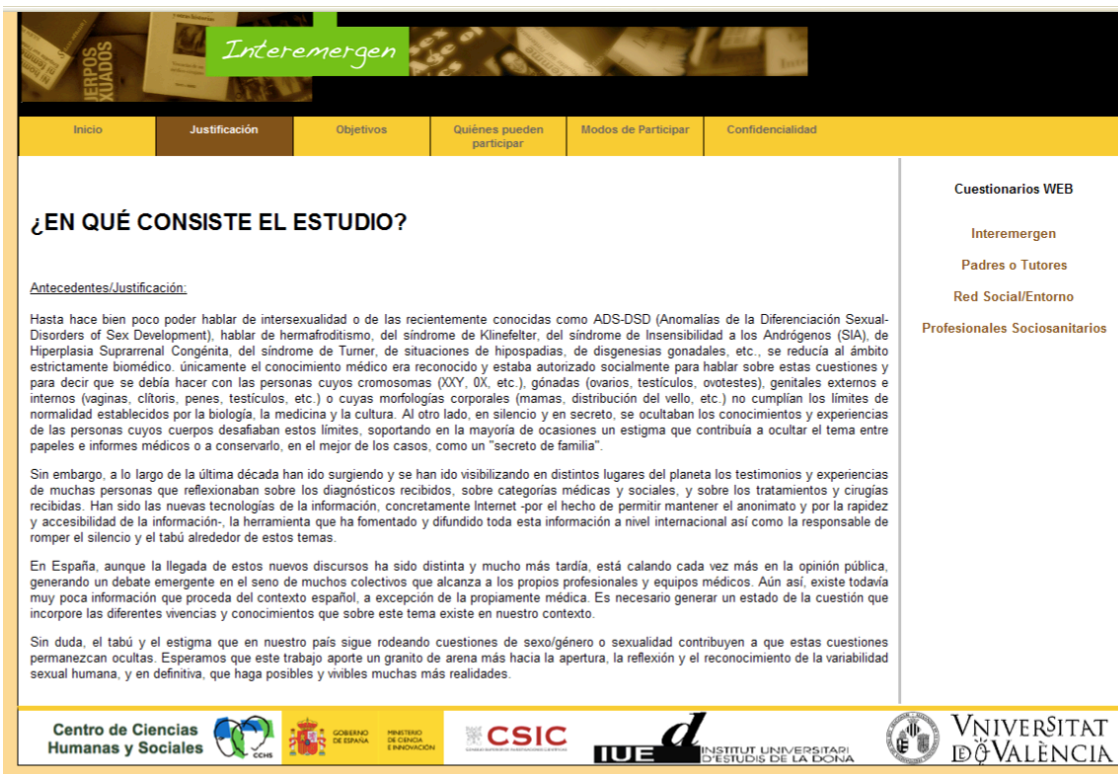 y otras historias
CUERPOS
SEXUADOS
Interemergen
Inicio
Justificación
Objetivos
Quiénes pueden
participar
Modos de Participar
Confidencialidad
Cuestionarios WEB
Interemergen
Padres o Tutores
Red Social/Entorno
Profesionales Sociosanitarios
¿EN QUÉ CONSISTE EL ESTUDIO?
Antecedentes/Justificación:
Hasta hace bien poco poder hablar de intersexualidad o de las recientemente conocidas como ADS-DSD (Anomalías de la Diferenciación Sexual-
Disorders of Sex Development), hablar de hermafroditismo, del síndrome de Klinefelter, del síndrome de Insensibilidad a los Andrógenos (SIA), de
Hiperplasia Suprarrenal Congénita, del síndrome de Turner, de situaciones de hipospadias, de disgenesias gonadales, etc., se reducía al ámbito
estrictamente biomédico. únicamente el conocimiento médico era reconocido y estaba autorizado socialmente para hablar sobre estas cuestiones y
para decir que se debía hacer con las personas cuyos cromosomas (XXY, 0X, etc.), gónadas (ovarios, testículos, ovotestes), genitales externos e
internos (vaginas, clítoris, penes, testículos, etc.) o cuyas morfologías corporales (mamas, distribución del vello, etc.) no cumplían los límites de
normalidad establecidos por la biología, la medicina y la cultura. Al otro lado, en silencio y en secreto, se ocultaban los conocimientos y experiencias
de las personas cuyos cuerpos desafiaban estos límites, soportando en la mayoría de ocasiones un estigma que contribuía a ocultar el tema entre
papeles e informes médicos o a conservarlo, en el mejor de los casos, como un "secreto de familia".
Sin embargo, a lo largo de la última década han ido surgiendo y se han ido visibilizando en distintos lugares del planeta los testimonios y experiencias
de muchas personas que reflexionaban sobre los diagnósticos recibidos, sobre categorías médicas y sociales, y sobre los tratamientos y cirugías
recibidas. Han sido las nuevas tecnologías de la información, concretamente Internet -por el hecho de permitir mantener el anonimato y por la rapidez
y accesibilidad de la información-, la herramienta que ha fomentado y difundido toda esta información a nivel internacional así como la responsable de
romper el silencio y el tabú alrededor de estos temas.
En España, aunque la llegada de estos nuevos discursos ha sido distinta y mucho más tardía, está calando cada vez más en la opinión pública,
generando un debate emergente en el seno de muchos colectivos que alcanza a los propios profesionales y equipos médicos. Aún así, existe todavía
muy poca información que proceda del contexto español, a excepción de la propiamente médica. Es necesario generar un estado de la cuestión que
incorpore las diferentes vivencias y conocimientos que sobre este tema existe en nuestro contexto.
Sin duda, el tabú y el estigma que en nuestro país sigue rodeando cuestiones de sexo/género o sexualidad contribuyen a que estas cuestiones
permanezcan ocultas. Esperamos que este trabajo aporte un granito de arena más hacia la apertura, la reflexión y el reconocimiento de la variabilidad
sexual humana, y en definitiva, que haga posibles y vivibles muchas más realidades.
Centro de Ciencias
Humanas y Sociales
CCHS
GOBIERNO
DE ESPAÑA
MINISTERIO
DE CIENCIA
E INNOVACIÓN
CSIC
IUEd
INSTITUT UNIVERSITARI
D'ESTUDIS DE LA DONA
VNIVERSITAT
DE VALÈNCIA